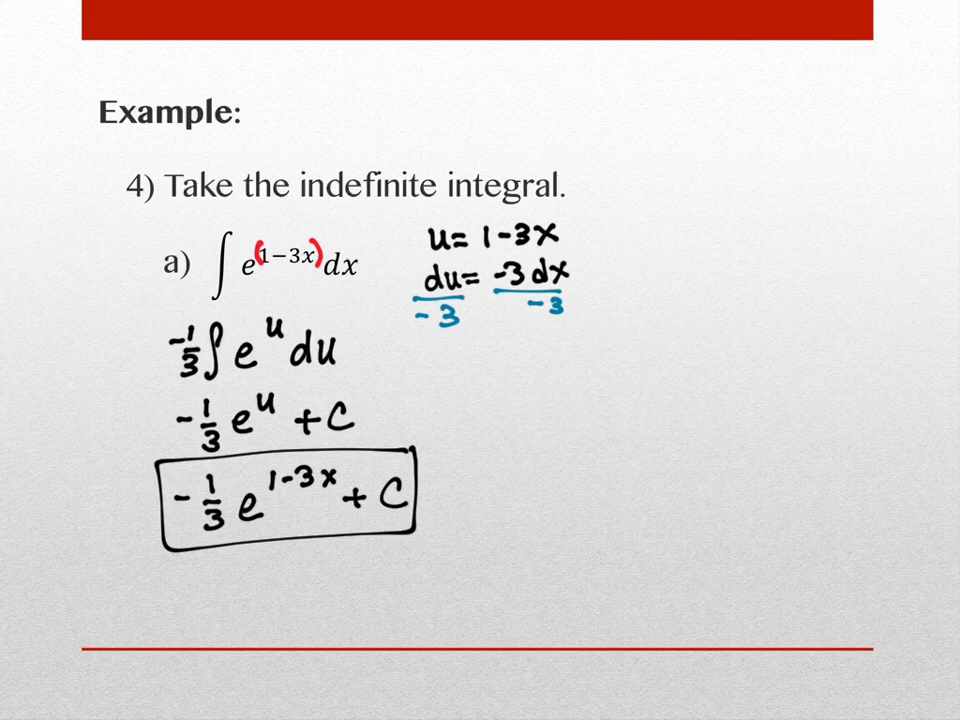 Example:
4) Take the indefinite integral.
a) ∫ e^(1−3x) dx
u = 1-3x
du = -3 dx
-3 -3
-1/3 ∫ e^u du
-1/3 e^u + C
-1/3 e^1-3x + C